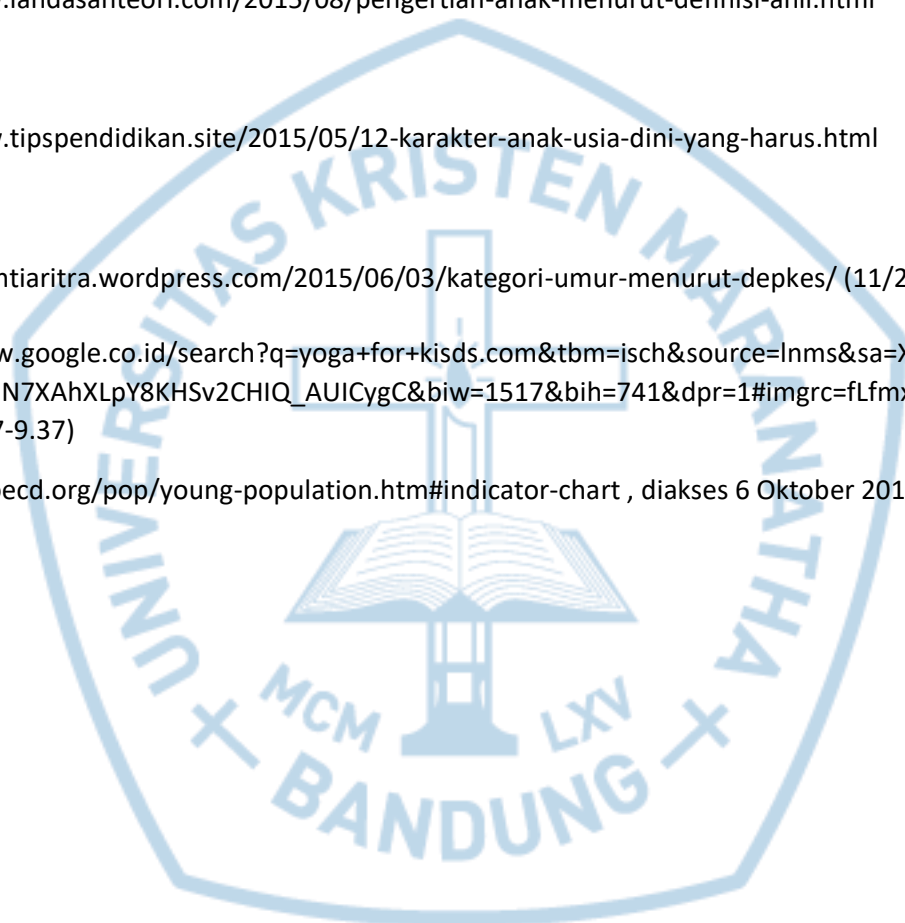 .landasanteori.com/2015/08/pengertian-anak-menurut-definisi-ahli.html
.tipspendidikan.site/2015/05/12-karakter-anak-usia-dini-yang-harus.html
ntiaritra.wordpress.com/2015/06/03/kategori-umur-menurut-depkes/ (11/2
w.google.co.id/search?q=yoga+for+kisds.com&tbm=isch&source=lnms&sa=X
N7XAhXLpY8KHSv2CHIQ_AUICygC&biw=1517&bih=741&dpr=1#imgrc=fLfmx
7-9.37)
oecd.org/pop/young-population.htm#indicator-chart , diakses 6 Oktober 201
UNIVERSITAS KRISTEN MARANATHA
MCM LXV
BANDUNG